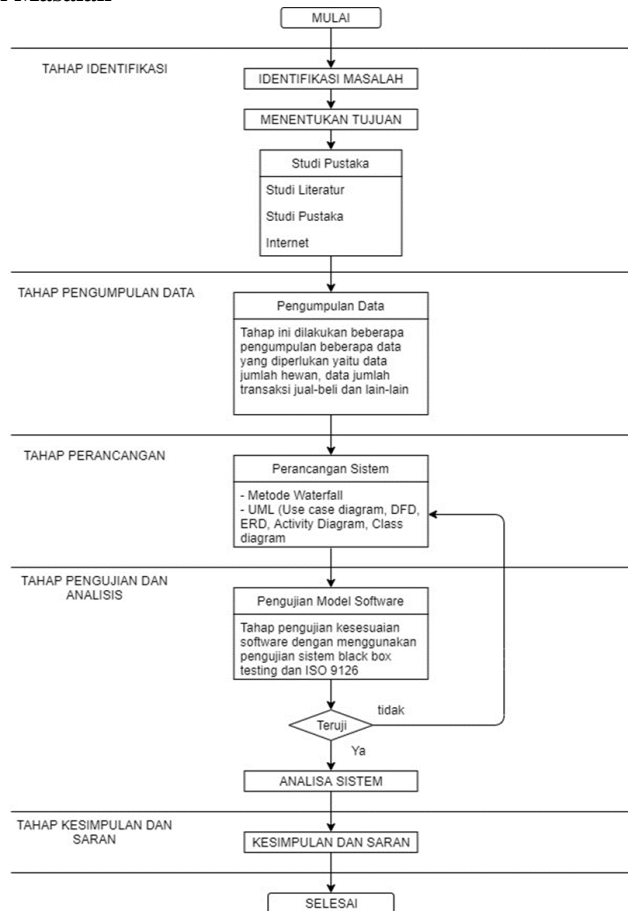 MULAI
TAHAP IDENTIFIKASI
IDENTIFIKASI MASALAH
MENENTUKAN TUJUAN
Studi Pustaka
Studi Literatur
Studi Pustaka
Internet
TAHAP PENGUMPULAN DATA
Pengumpulan Data
Tahap ini dilakukan beberapa
pengumpulan beberapa data
yang diperlukan yaitu data
jumlah hewan, data jumlah
transaksi jual-beli dan lain-lain
TAHAP PERANCANGAN
Perancangan Sistem
- Metode Waterfall
- UML (Use case diagram, DFD,
ERD, Activity Diagram, Class
diagram
TAHAP PENGUJIAN DAN
ANALISIS
Pengujian Model Software
Tahap pengujian kesesuaian
software dengan menggunakan
pengujian sistem black box
testing dan ISO 9126
Teruji
tidak
Ya
ANALISA SISTEM
TAHAP KESIMPULAN DAN
SARAN
KESIMPULAN DAN SARAN
SELESAI